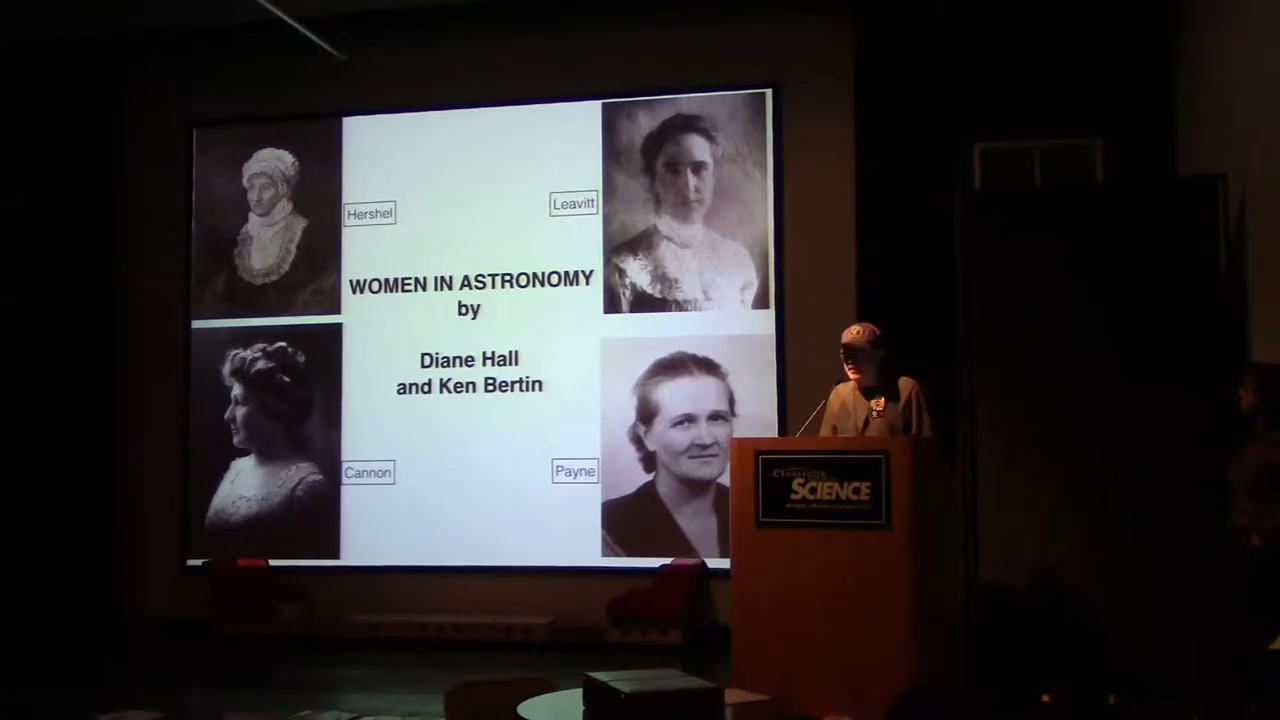 Hershel
Leavitt
WOMEN IN ASTRONOMY
by
Diane Hall
and Ken Bertin
Cannon
Payne
SCIENCE